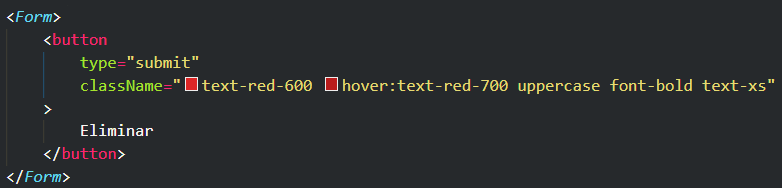 <Form>
<button
type="submit"
className="text-red-600 hover:text-red-700 uppercase font-bold text-xs"
>
Eliminar
</button>
</Form>